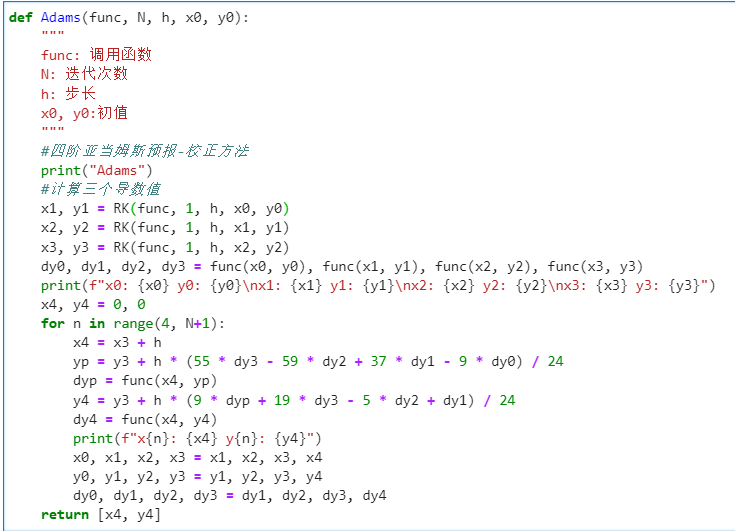 def Adams(func, N, h, x0, y0):
    """
    func: 调用函数
    N: 迭代次数
    h: 步长
    x0, y0:初值
    """
    #四阶亚当姆斯预报-校正方法
    print("Adams")
    #计算三个导数值
    x1, y1 = RK(func, 1, h, x0, y0)
    x2, y2 = RK(func, 1, h, x1, y1)
    x3, y3 = RK(func, 1, h, x2, y2)
    dy0, dy1, dy2, dy3 = func(x0, y0), func(x1, y1), func(x2, y2), func(x3, y3)
    print(f"x0: {x0} y0: {y0}\nx1: {x1} y1: {y1}\nx2: {x2} y2: {y2}\nx3: {x3} y3: {y3}")
    x4, y4 = 0, 0
    for n in range(4, N+1):
        x4 = x3 + h
        yp = y3 + h * (55 * dy3 - 59 * dy2 + 37 * dy1 - 9 * dy0) / 24
        dyp = func(x4, yp)
        y4 = y3 + h * (9 * dyp + 19 * dy3 - 5 * dy2 + dy1) / 24
        dy4 = func(x4, y4)
        print(f"x{n}: {x4} y{n}: {y4}")
        x0, x1, x2, x3 = x1, x2, x3, x4
        y0, y1, y2, y3 = y1, y2, y3, y4
        dy0, dy1, dy2, dy3 = dy1, dy2, dy3, dy4
    return [x4, y4]